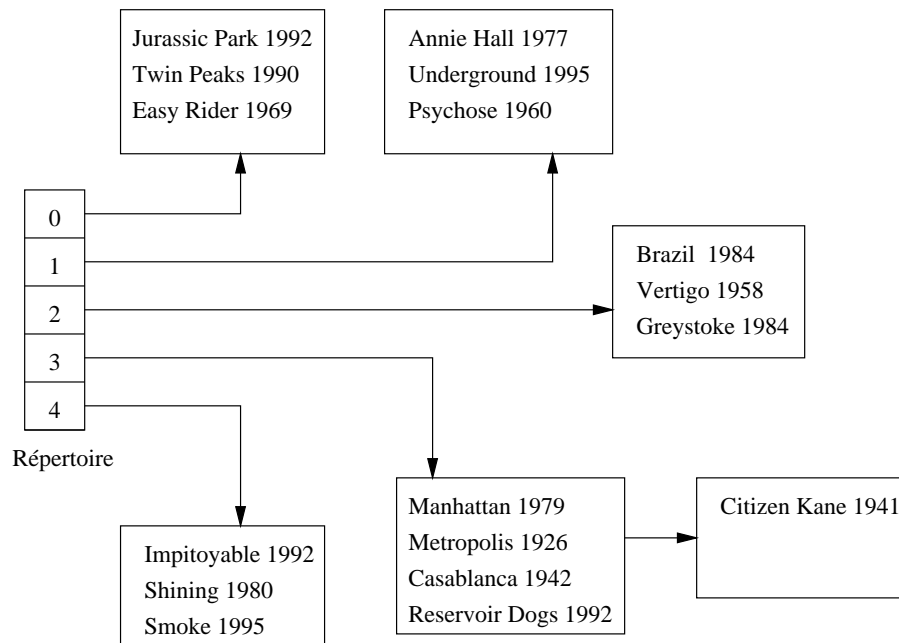 Jurassic Park 1992
Twin Peaks 1990
Easy Rider 1969
Annie Hall 1977
Underground 1995
Psychose 1960
0
1
2
3
4
Répertoire
Brazil 1984
Vertigo 1958
Greystoke 1984
Impitoyable 1992
Shining 1980
Smoke 1995
Manhattan 1979
Metropolis 1926
Casablanca 1942
Reservoir Dogs 1992
Citizen Kane 1941